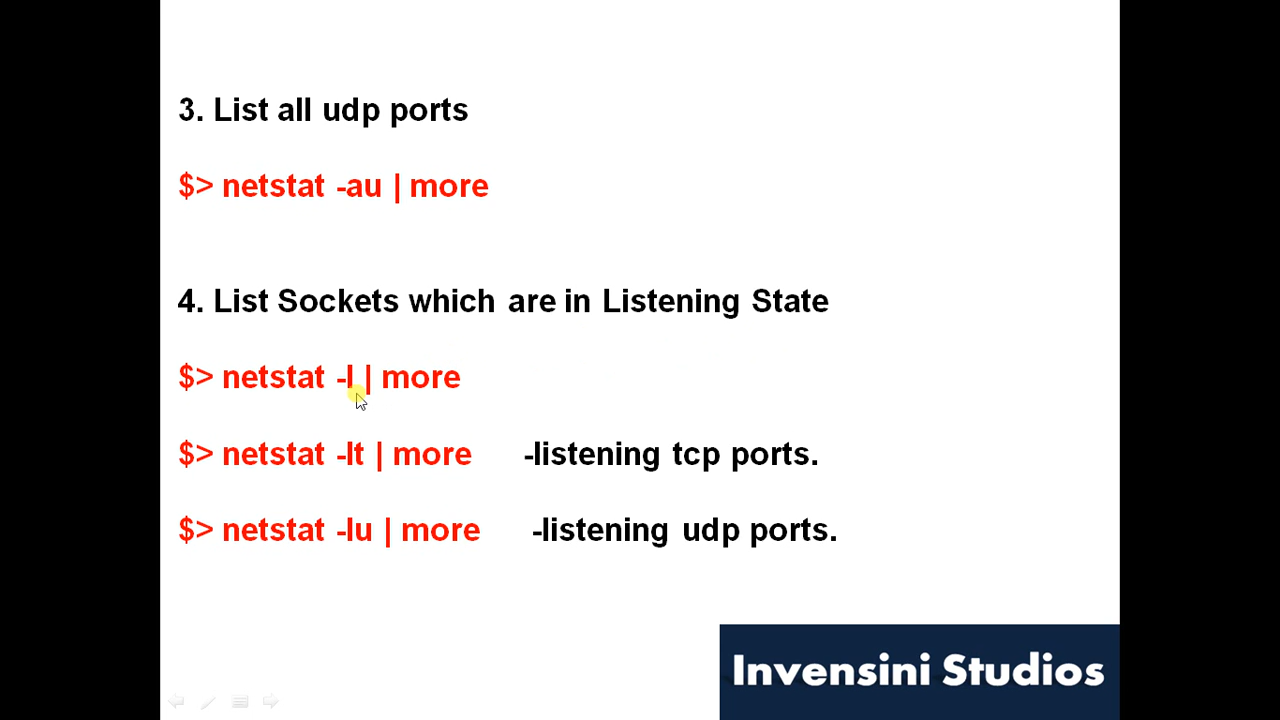 3. List all udp ports
$> netstat -au | more
4. List Sockets which are in Listening State
$> netstat -l | more
$> netstat -lt | more -listening tcp ports.
$> netstat -lu | more -listening udp ports.
Invensini Studios